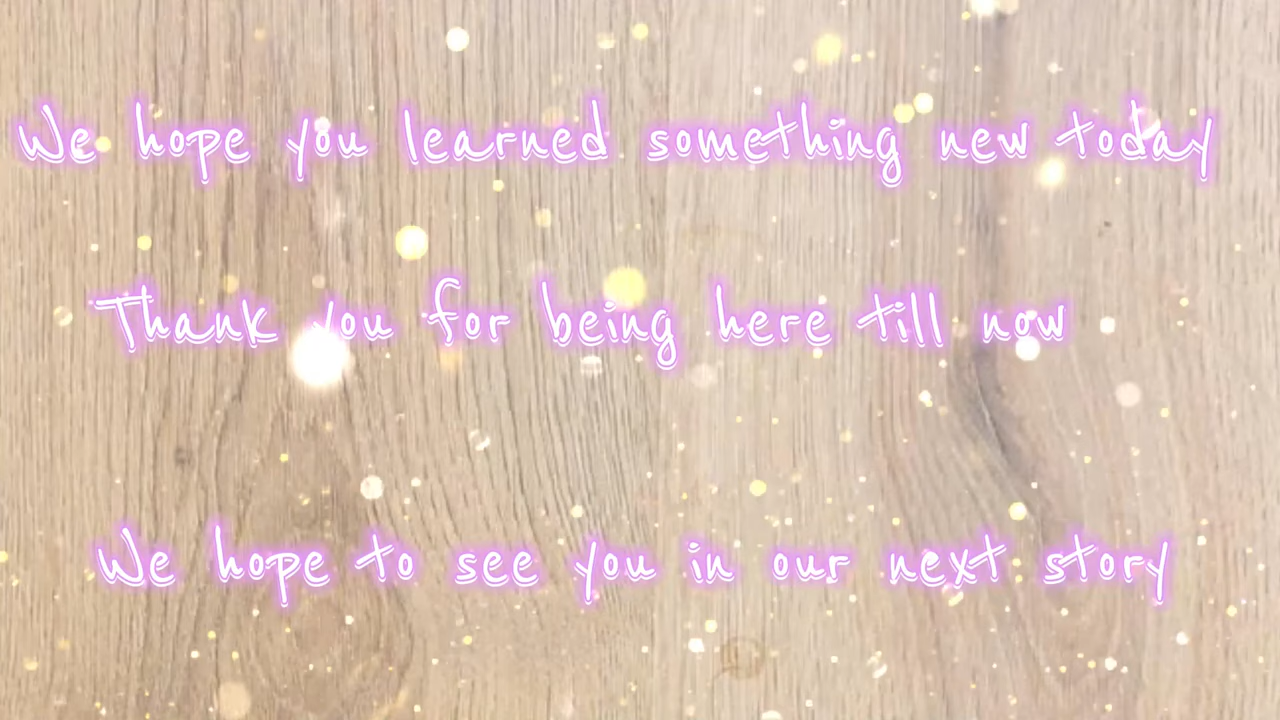 We hope you learned something new today
Thank you for being here till now
We hope to see you in our next story